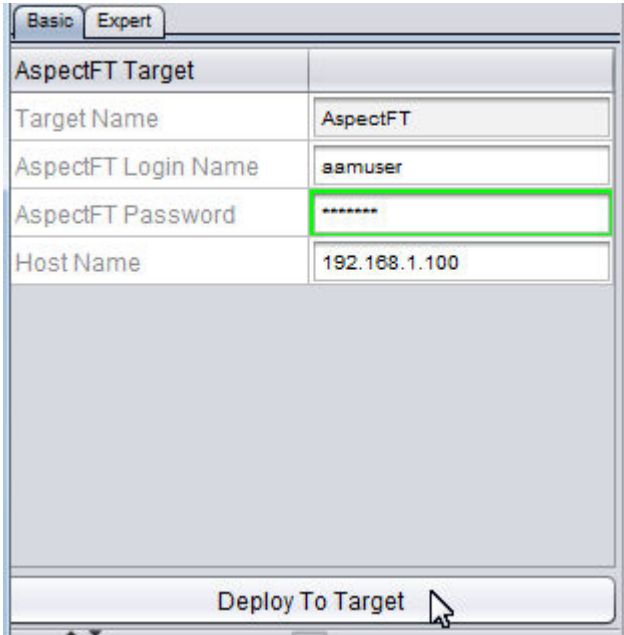 Basic Expert
AspectFT Target
Target Name AspectFT
AspectFT Login Name aamuser
AspectFT Password *******
Host Name 192.168.1.100
Deploy To Target